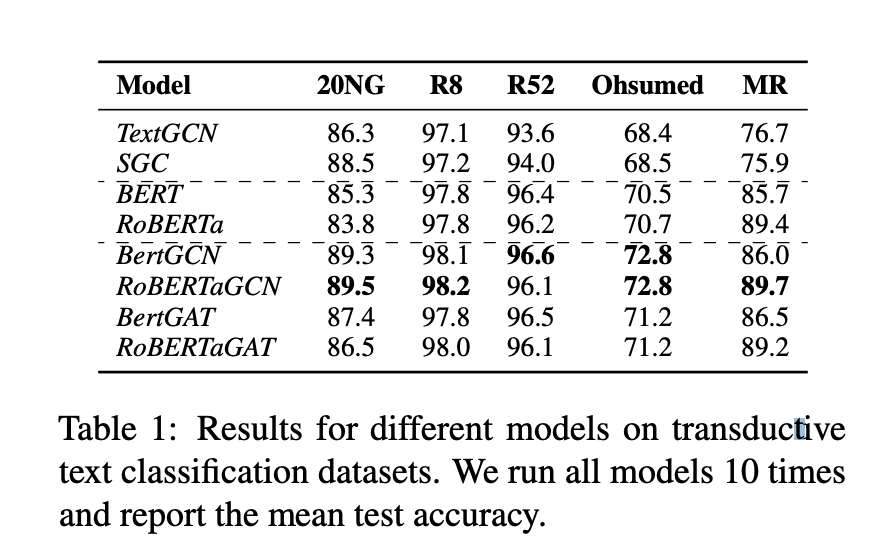 Model 20NG R8 R52 Ohsumed MR
TextGCN 86.3 97.1 93.6 68.4 76.7
SGC 88.5 97.2 94.0 68.5 75.9
BERT 85.3 97.8 96.4 70.5 85.7
RoBERTa 83.8 97.8 96.2 70.7 89.4
BertGCN 89.3 98.1 96.6 72.8 86.0
RoBERTaGCN 89.5 98.2 96.1 72.8 89.7
BertGAT 87.4 97.8 96.5 71.2 86.5
RoBERTaGAT 86.5 98.0 96.1 71.2 89.2
Table 1: Results for different models on transductive
text classification datasets. We run all models 10 times
and report the mean test accuracy.